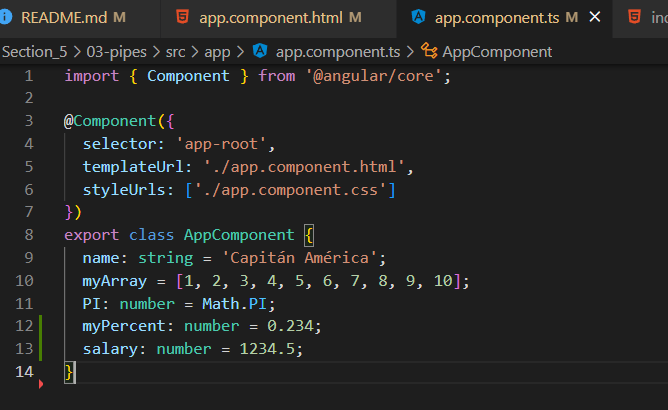 README.md M app.component.html M app.component.ts M
Section_5 > 03-pipes > src > app > app.component.ts > AppComponent
1 import { Component } from '@angular/core';
2
3 @Component({
4 selector: 'app-root',
5 templateUrl: './app.component.html',
6 styleUrls: ['./app.component.css']
7 })
8 export class AppComponent {
9 name: string = 'Capitán América';
10 myArray = [1, 2, 3, 4, 5, 6, 7, 8, 9, 10];
11 PI: number = Math.PI;
12 myPercent: number = 0.234;
13 salary: number = 1234.5;
14 }